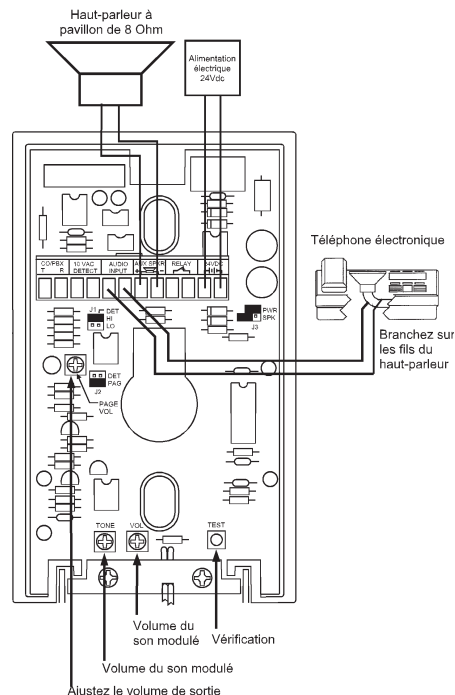 Haut-parleur à
pavillon de 8 Ohm
Alimentation
électrique
24Vdc
Téléphone électronique
CO/PBX 10 VAC AUDIO AUX SPKR RELAY 24VDC
T R DETECT INPUT + -
J1 DET
HI
LO
PWR
SPK
J3
Branchez sur
les fils du
haut-parleur
DET
PAG
J2
PAGE
VOL
TONE VOL TEST
Volume du
son modulé
Vérification
Volume du son modulé
Ajustez le volume de sortie